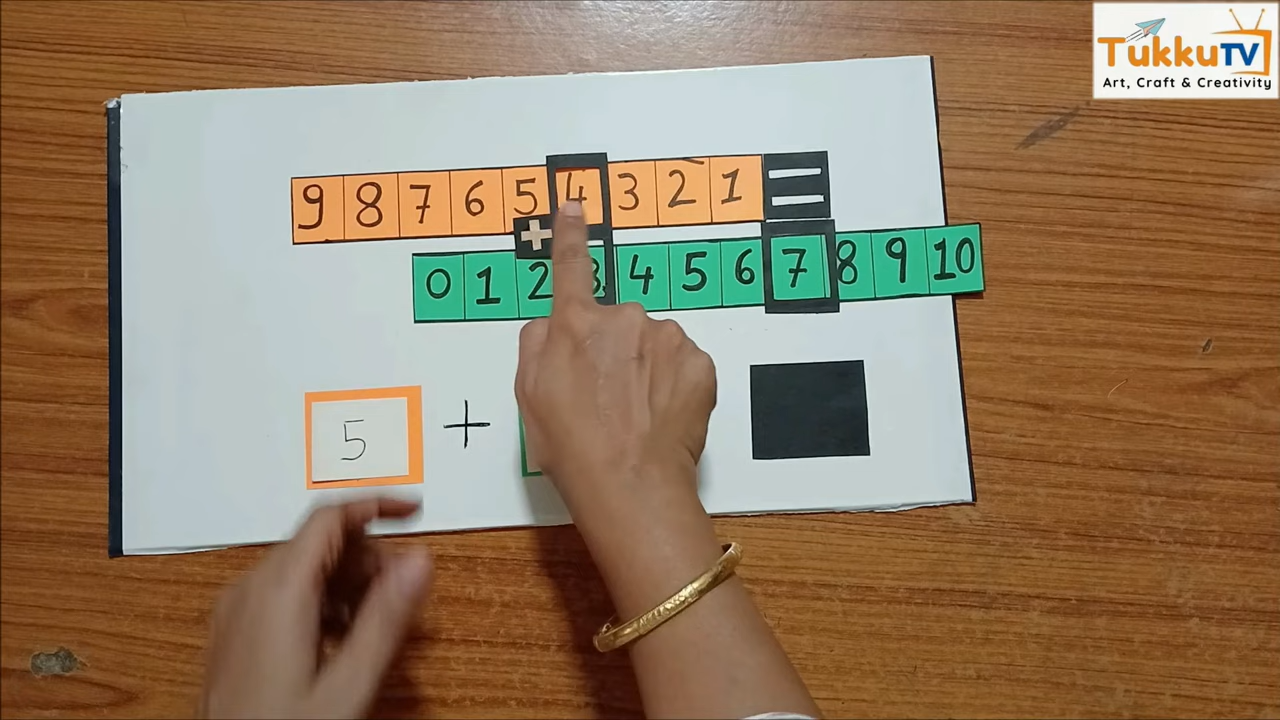 TukkuTV
Art, Craft & Creativity
9 8 7 6 5 4 3 2 1 =
+
0 1 2 3 4 5 6 7 8 9 10
5 +